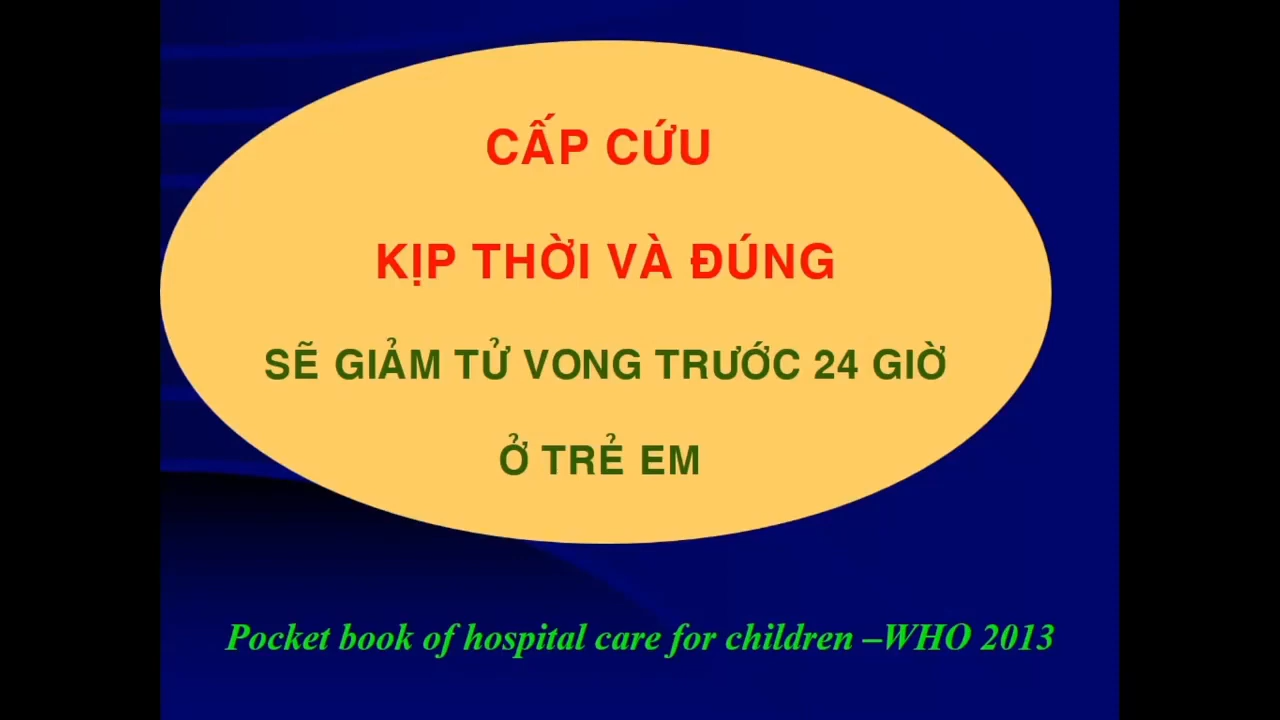 CẤP CỨU
KỊP THỜI VÀ ĐÚNG
SẼ GIẢM TỬ VONG TRƯỚC 24 GIỜ
Ở TRẺ EM
Pocket book of hospital care for children –WHO 2013